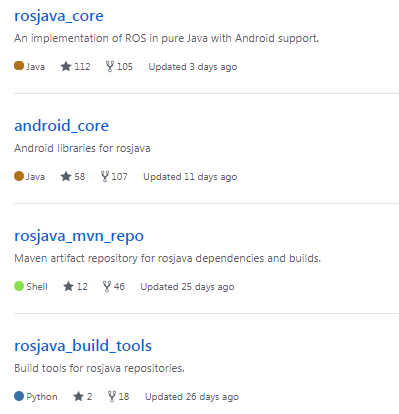 rosjava_core
An implementation of ROS in pure Java with Android support.
Java 112 105 Updated 3 days ago
android_core
Android libraries for rosjava
Java 58 107 Updated 11 days ago
rosjava_mvn_repo
Maven artifact repository for rosjava dependencies and builds.
Shell 12 46 Updated 25 days ago
rosjava_build_tools
Build tools for rosjava repositories.
Python 2 18 Updated 26 days ago